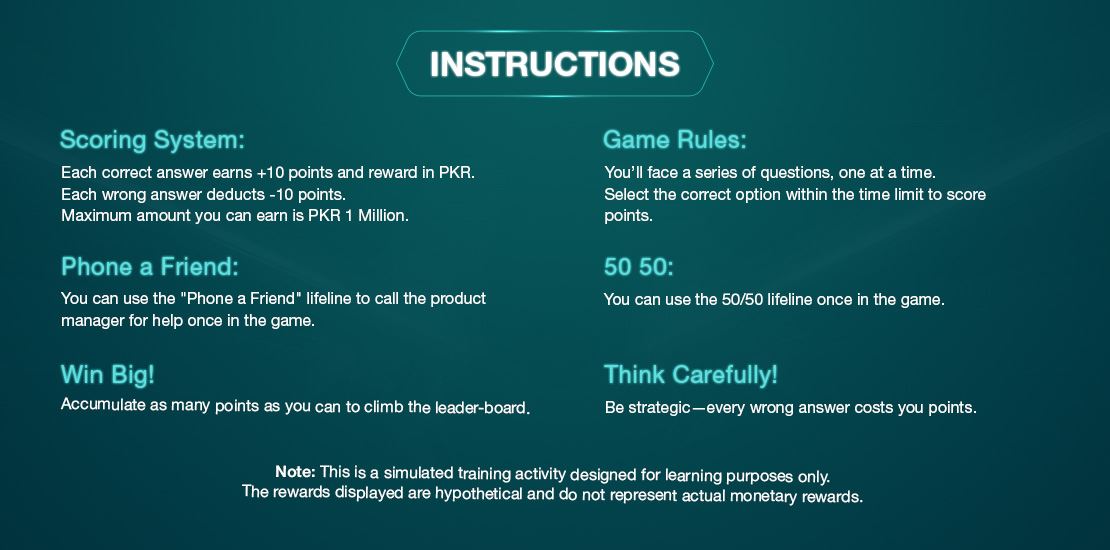 INSTRUCTIONS
Scoring System:
Each correct answer earns +10 points and reward in PKR.
Each wrong answer deducts -10 points.
Maximum amount you can earn is PKR 1 Million.
Game Rules:
You'll face a series of questions, one at a time.
Select the correct option within the time limit to score
points.
Phone a Friend:
You can use the "Phone a Friend" lifeline to call the product
manager for help once in the game.
50 50:
You can use the 50/50 lifeline once in the game.
Win Big!
Accumulate as many points as you can to climb the leader-board.
Think Carefully!
Be strategic—every wrong answer costs you points.
Note: This is a simulated training activity designed for learning purposes only.
The rewards displayed are hypothetical and do not represent actual monetary rewards.